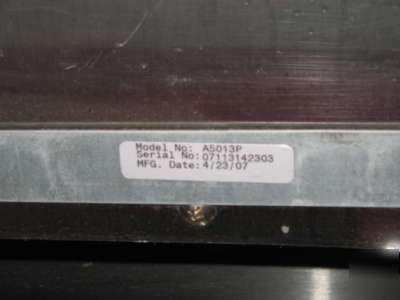 Model No: A5013P
Serial No: 07113142303
MFG. Date: 4/23/07